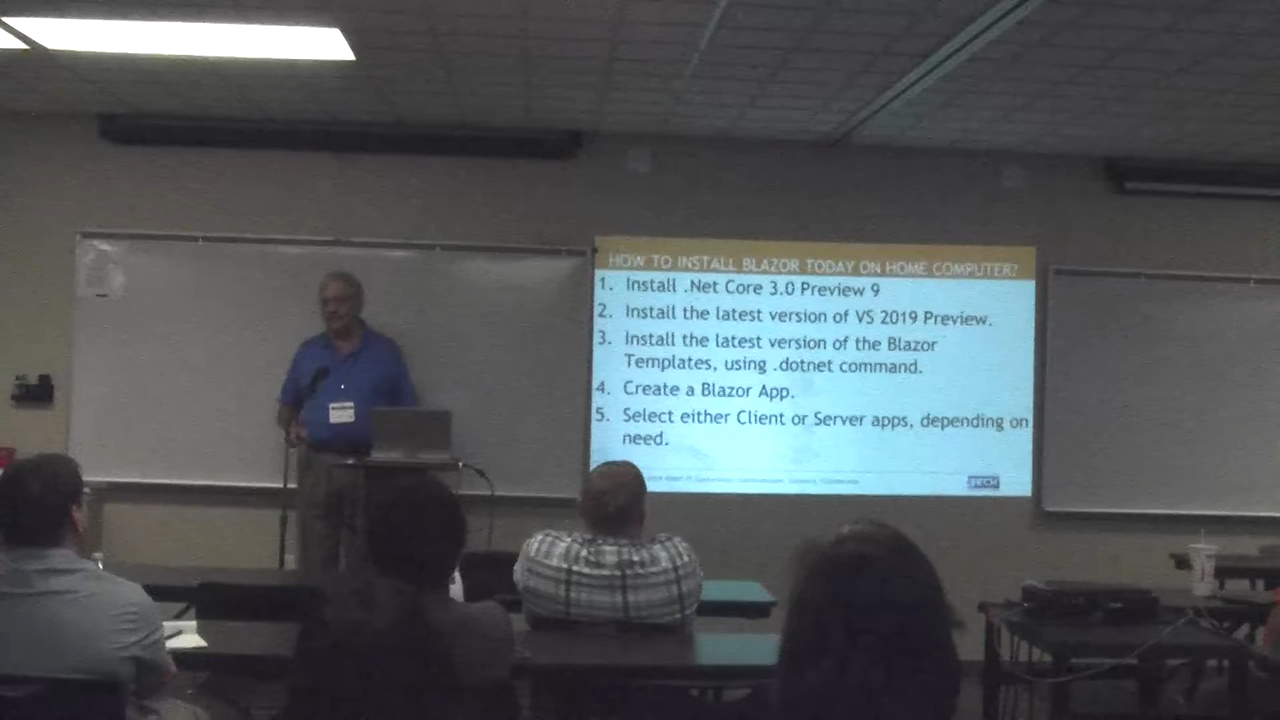 HOW TO INSTALL BLAZOR TODAY ON HOME COMPUTER?
1. Install .Net Core 3.0 Preview 9
2. Install the latest version of VS 2019 Preview.
3. Install the latest version of the Blazor
Templates, using .dotnet command.
4. Create a Blazor App.
5. Select either Client or Server apps, depending on
need.